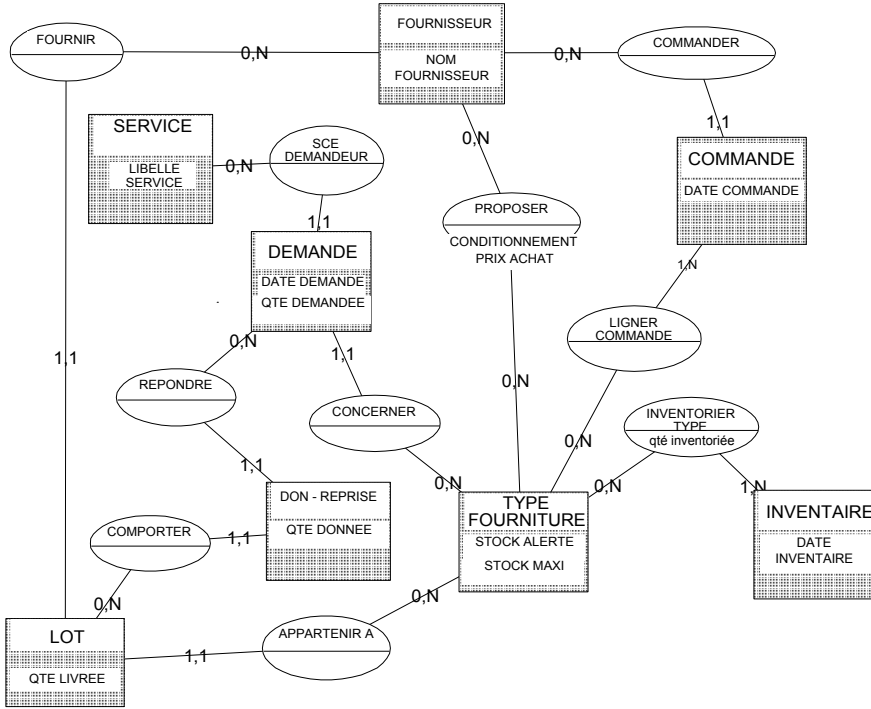 FOURNISSEUR
NOM
FOURNISSEUR
FOURNIR
0,N
0,N
COMMANDER
SERVICE
LIBELLE
SERVICE
0,N
SCE
DEMANDEUR
0,N
1,1
COMMANDE
DATE COMMANDE
1,1
PROPOSER
CONDITIONNEMENT
PRIX ACHAT
DEMANDE
DATE DEMANDE
QTE DEMANDEE
1,N
LIGNER
COMMANDE
0,N
1,1
1,1
REPONDRE
0,N
CONCERNER
INVENTORIER
TYPE
qté inventoriée
0,N
1,1
0,N
0,N
1,N
DON - REPRISE
QTE DONNEE
TYPE
FOURNITURE
STOCK ALERTE
STOCK MAXI
INVENTAIRE
DATE
INVENTAIRE
COMPORTER
1,1
0,N
0,N
LOT
QTE LIVREE
1,1
APPARTENIR A